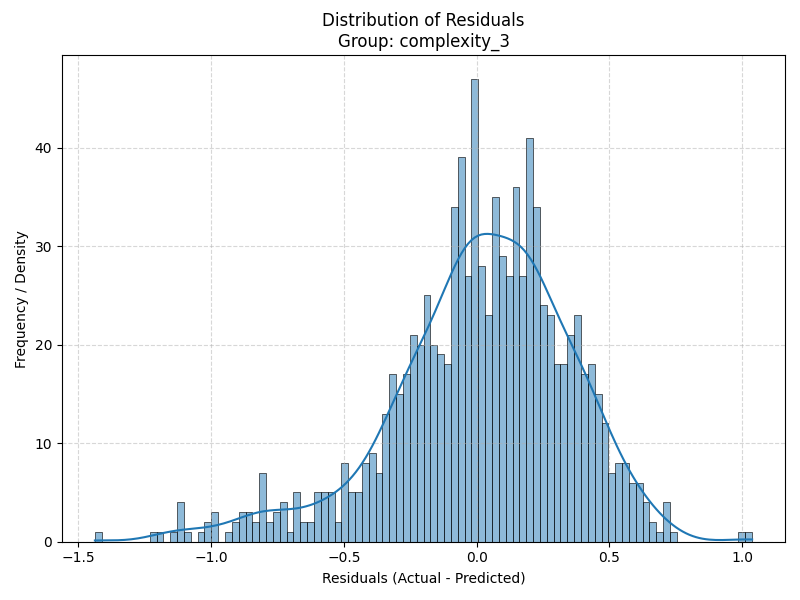 Distribution of Residuals
Group: complexity_3
Frequency / Density
40
30
20
10
0
−1.5 −1.0 −0.5 0.0 0.5 1.0
Residuals (Actual - Predicted)